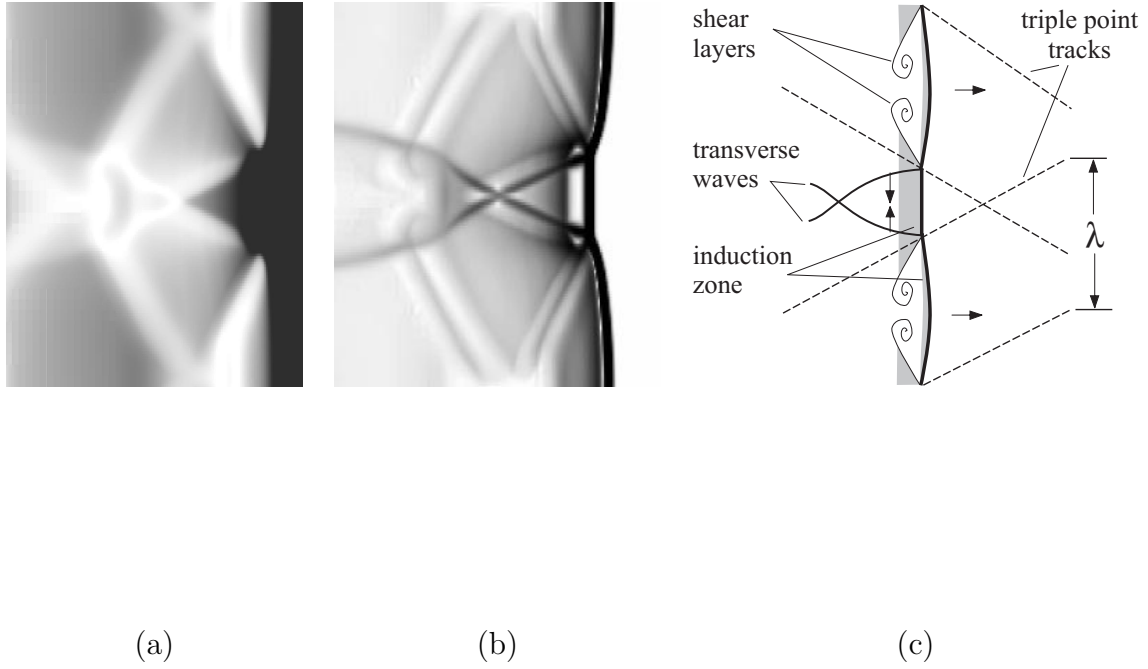 shear
layers
triple point
tracks
transverse
waves
λ
induction
zone
(a)
(b)
(c)